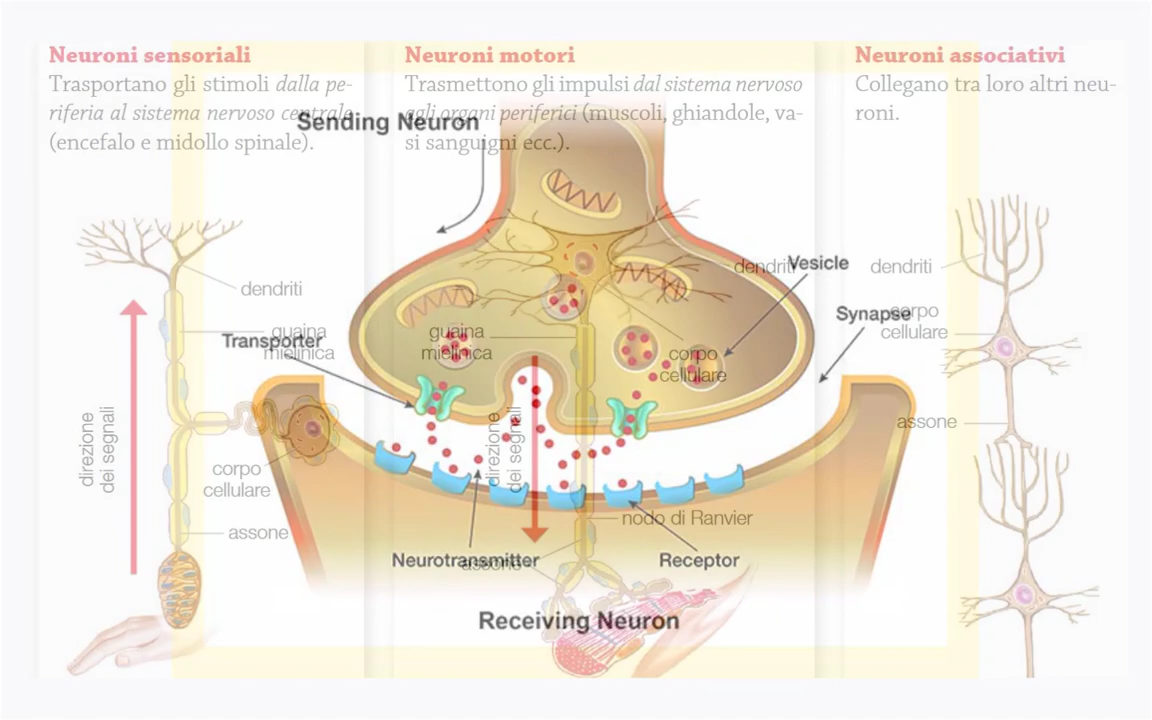 Neuroni sensoriali
Trasportano gli stimoli dalla pe-
riferia al sistema nervoso centrale
(encefalo e midollo spinale).
Neuroni motori
Trasmettono gli impulsi dal sistema nervoso
agli organi periferici (muscoli, ghiandole, va-
si sanguigni ecc.).
Neuroni associativi
Collegano tra loro altri neu-
roni.
Sending Neuron
Vesicle
Synapse
Transporter
Neurotransmitter
Receptor
Receiving Neuron
dendriti
guaina
mielinica
direzione
dei segnali
corpo
cellulare
assone
dendriti
guaina
mielinica
corpo
cellulare
direzione
dei segnali
nodo di Ranvier
assone
dendriti
corpo
cellulare
assone